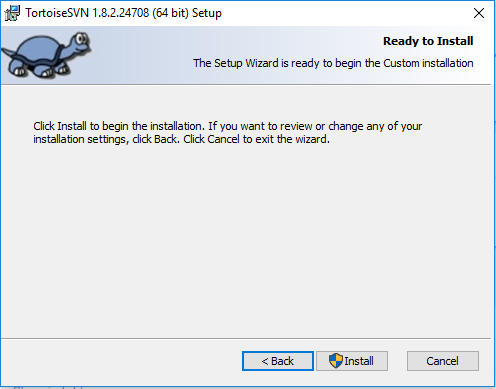 TortoiseSVN 1.8.2.24708 (64 bit) Setup
Ready to Install
The Setup Wizard is ready to begin the Custom installation
Click Install to begin the installation. If you want to review or change any of your
installation settings, click Back. Click Cancel to exit the wizard.
< Back
Install
Cancel